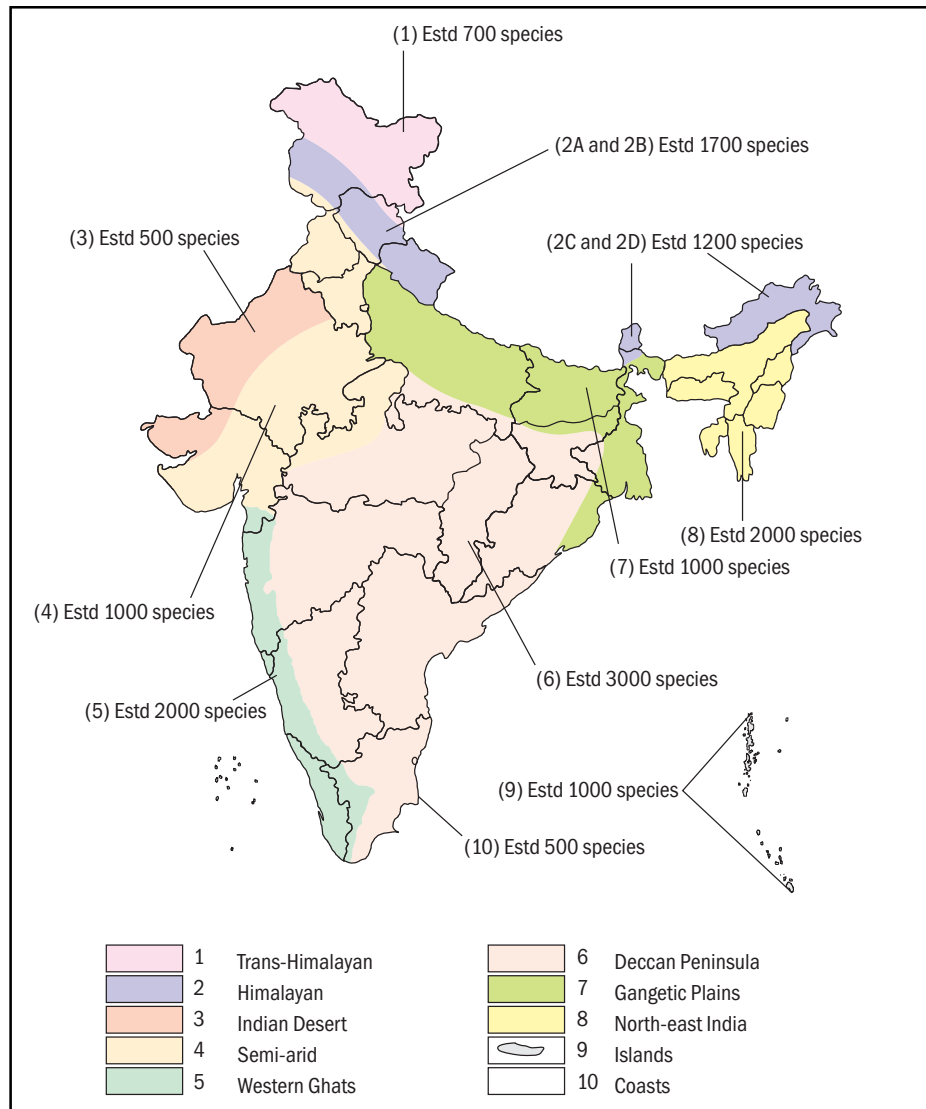 (1) Estd 700 species
(2A and 2B) Estd 1700 species
(3) Estd 500 species
(2C and 2D) Estd 1200 species
(8) Estd 2000 species
(7) Estd 1000 species
(4) Estd 1000 species
(6) Estd 3000 species
(5) Estd 2000 species
(9) Estd 1000 species
(10) Estd 500 species
1 Trans-Himalayan
2 Himalayan
3 Indian Desert
4 Semi-arid
5 Western Ghats
6 Deccan Peninsula
7 Gangetic Plains
8 North-east India
9 Islands
10 Coasts